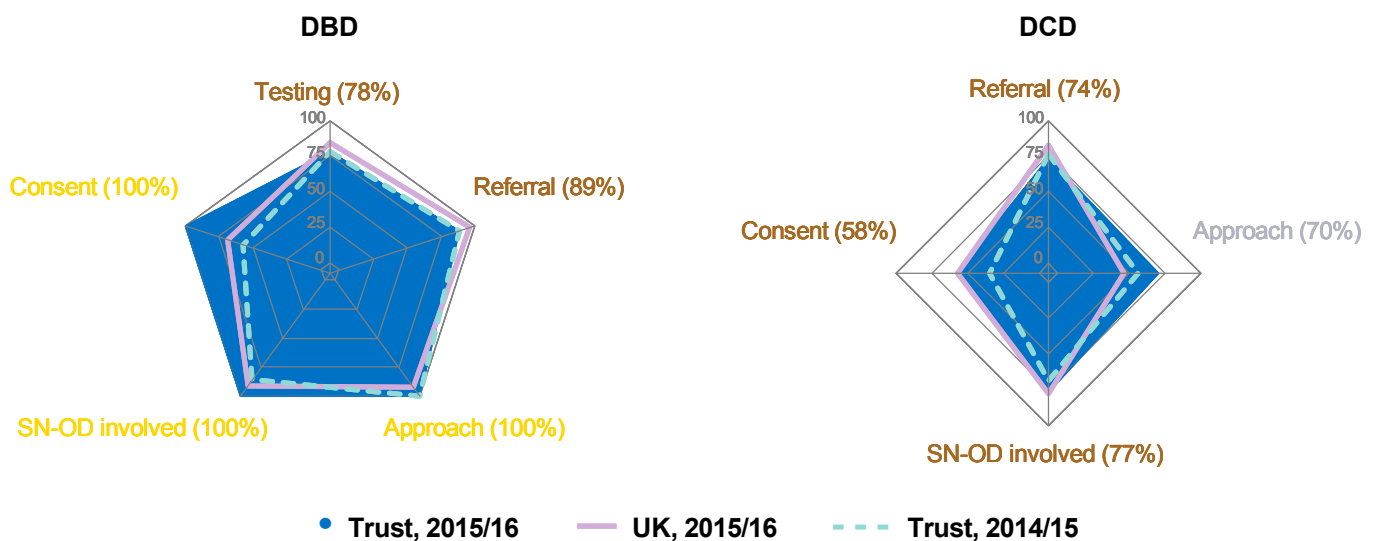 DBD
Testing (78%)
100
75
50
25
0
Consent (100%)
Referral (89%)
SN-OD involved (100%)
Approach (100%)
DCD
Referral (74%)
100
75
50
25
0
Consent (58%)
Approach (70%)
SN-OD involved (77%)
Trust, 2015/16
UK, 2015/16
Trust, 2014/15